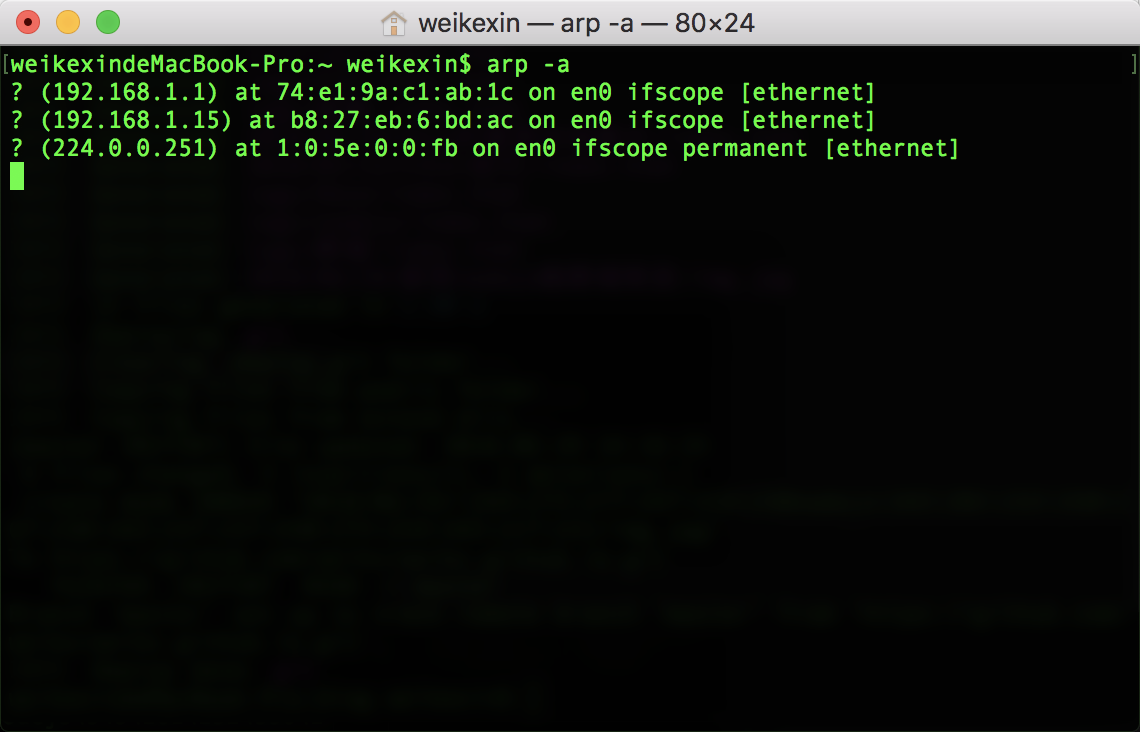 weikexin — arp -a — 80×24
[weikexindeMacBook-Pro:~ weikexin$ arp -a ]
? (192.168.1.1) at 74:e1:9a:c1:ab:1c on en0 ifscope [ethernet]
? (192.168.1.15) at b8:27:eb:6:bd:ac on en0 ifscope [ethernet]
? (224.0.0.251) at 1:0:5e:0:0:fb on en0 ifscope permanent [ethernet]